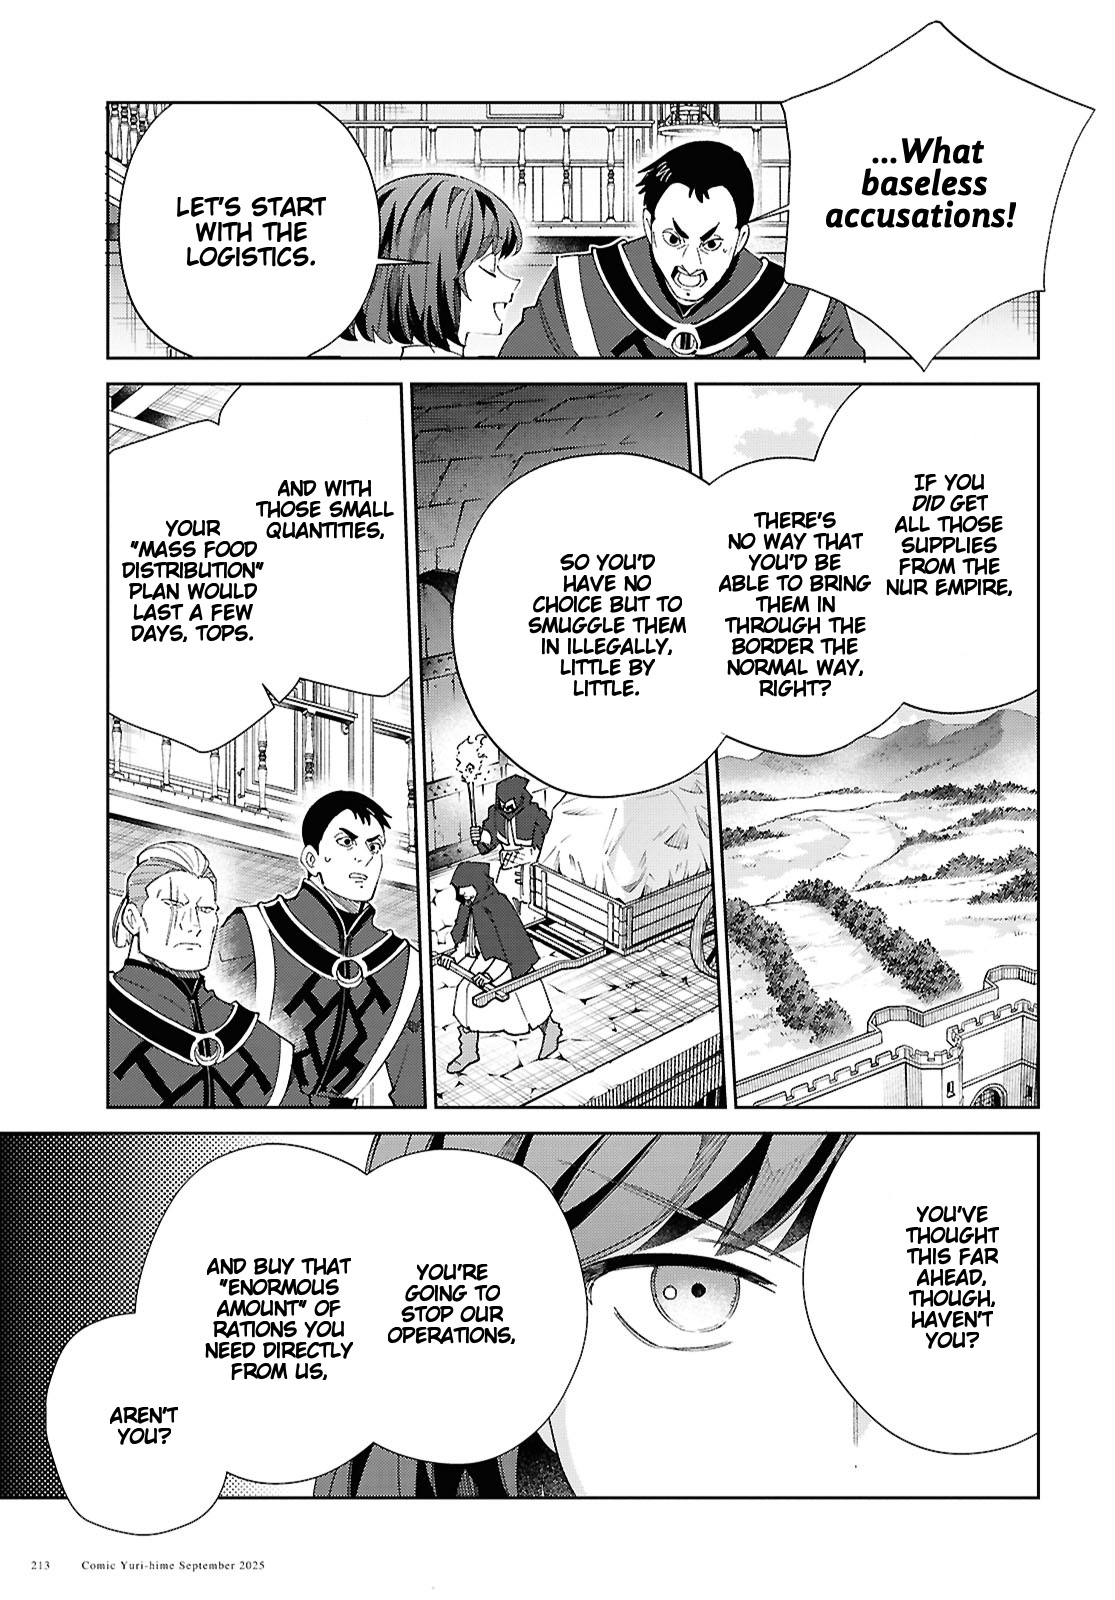 ...What
baseless
accusations!
LET'S START
WITH THE
LOGISTICS.
IF YOU
DID GET
ALL THOSE
SUPPLIES
FROM THE
NUR EMPIRE,
THERE'S
NO WAY THAT
YOU'D BE
ABLE TO BRING
THEM IN
THROUGH THE
BORDER THE
NORMAL WAY,
RIGHT?
SO YOU'D
HAVE NO
CHOICE BUT TO
SMUGGLE THEM
IN ILLEGALLY,
LITTLE BY
LITTLE.
AND WITH
THOSE SMALL
QUANTITIES,
YOUR
"MASS FOOD
DISTRIBUTION"
PLAN WOULD
LAST A FEW
DAYS, TOPS.
YOU'VE
THOUGHT
THIS FAR
AHEAD,
THOUGH,
HAVEN'T
YOU?
YOU'RE
GOING TO
STOP OUR
OPERATIONS,
AND BUY THAT
"ENORMOUS
AMOUNT" OF
RATIONS YOU
NEED DIRECTLY
FROM US,
AREN'T
YOU?
213 Comic Yuri-hime September 2025